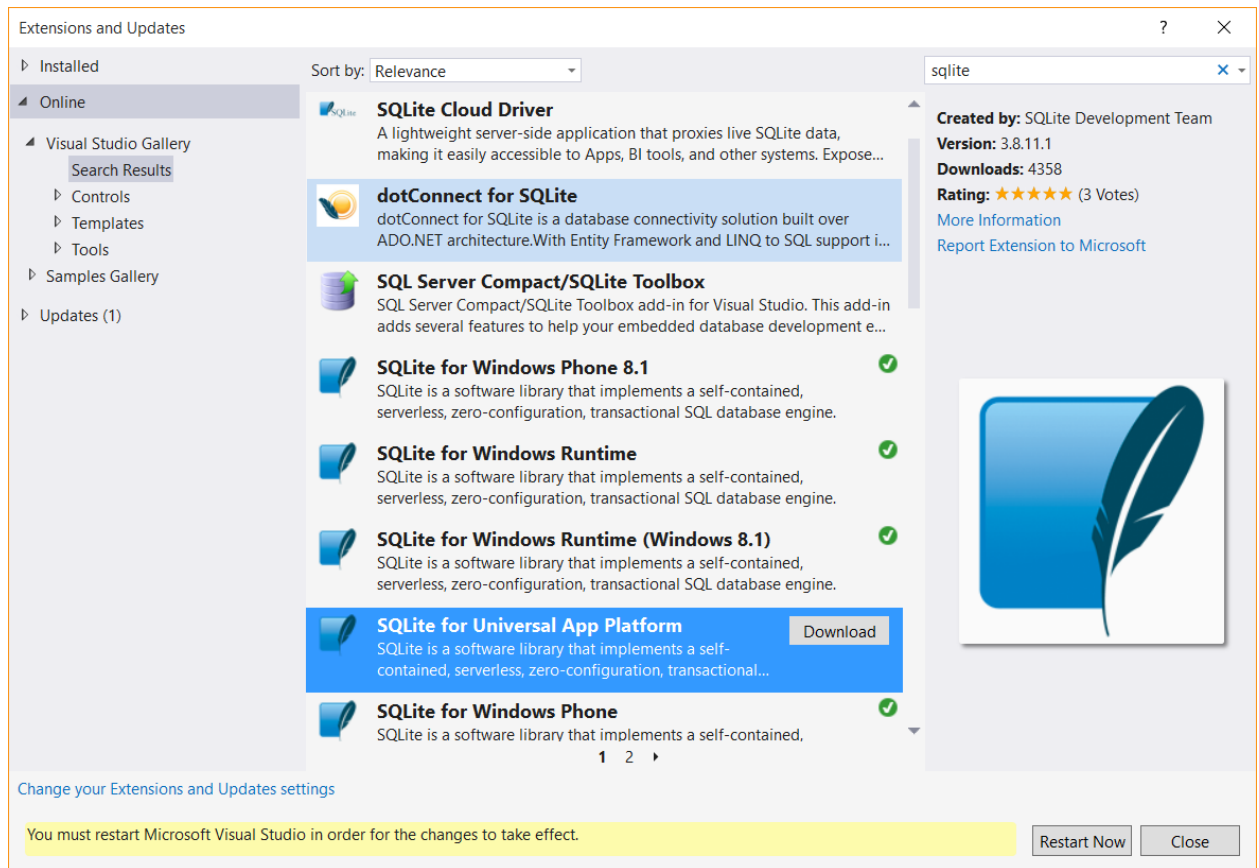 Extensions and Updates
?
Installed
Sort by: Relevance
sqlite
Online
Visual Studio Gallery
Search Results
Controls
Templates
Tools
Samples Gallery
Updates (1)
SQLite
SQLite Cloud Driver
A lightweight server-side application that proxies live SQLite data,
making it easily accessible to Apps, BI tools, and other systems. Expose...
dotConnect for SQLite
dotConnect for SQLite is a database connectivity solution built over
ADO.NET architecture.With Entity Framework and LINQ to SQL support i...
SQL Server Compact/SQLite Toolbox
SQL Server Compact/SQLite Toolbox add-in for Visual Studio. This add-in
adds several features to help your embedded database development e...
SQLite for Windows Phone 8.1
SQLite is a software library that implements a self-contained,
serverless, zero-configuration, transactional SQL database engine.
SQLite for Windows Runtime
SQLite is a software library that implements a self-contained,
serverless, zero-configuration, transactional SQL database engine.
SQLite for Windows Runtime (Windows 8.1)
SQLite is a software library that implements a self-contained,
serverless, zero-configuration, transactional SQL database engine.
SQLite for Universal App Platform
SQLite is a software library that implements a self-
contained, serverless, zero-configuration, transactional...
Download
SQLite for Windows Phone
SQLite is a software library that implements a self-contained,
1 2
Created by: SQLite Development Team
Version: 3.8.11.1
Downloads: 4358
Rating: ★★★★★ (3 Votes)
More Information
Report Extension to Microsoft
Change your Extensions and Updates settings
You must restart Microsoft Visual Studio in order for the changes to take effect.
Restart Now
Close